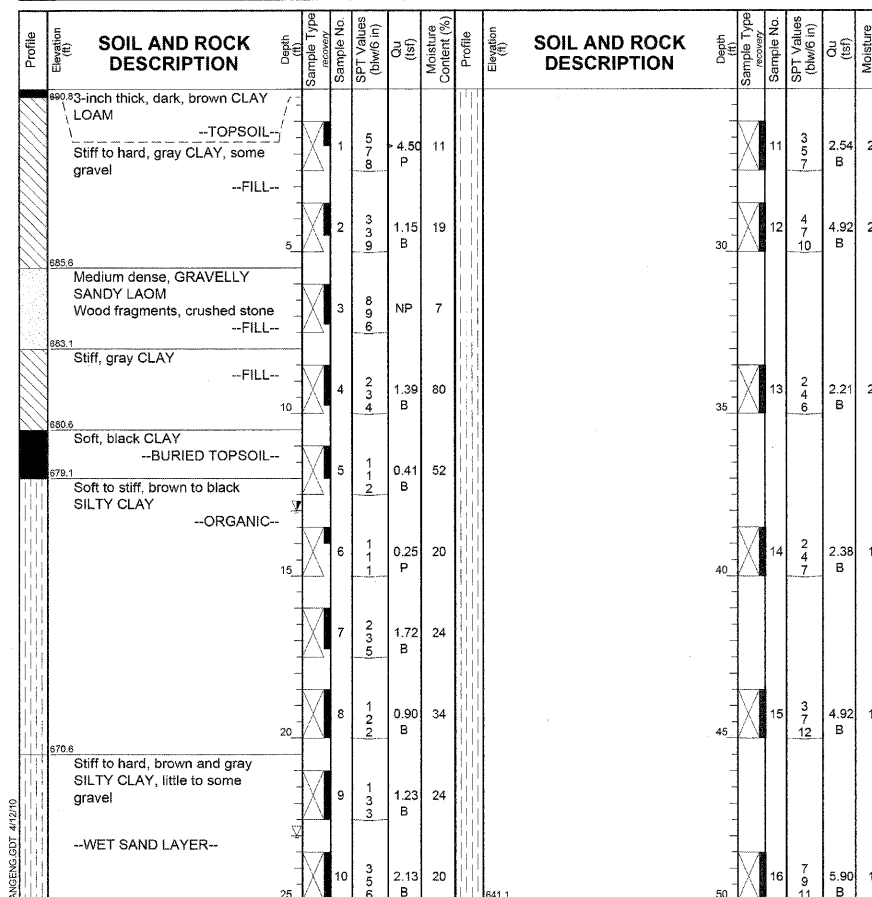 Profile
Elevation (ft)
SOIL AND ROCK
DESCRIPTION
Depth (ft)
Sample Type
recovery
Sample No.
SPT Values (blw/6 in)
Qu (tsf)
Moisture Content (%)
690.8 3-inch thick, dark, brown CLAY
LOAM
--TOPSOIL--
Stiff to hard, gray CLAY, some
gravel
--FILL--
1 5 7 8 4.50 P 11
2 3 3 9 1.15 B 19
5
685.6
Medium dense, GRAVELLY
SANDY LAOM
Wood fragments, crushed stone
--FILL--
3 8 9 6 NP 7
683.1
Stiff, gray CLAY
--FILL--
4 2 3 4 1.39 B 80
10
680.6
Soft, black CLAY
--BURIED TOPSOIL--
5 1 1 2 0.41 B 52
679.1
Soft to stiff, brown to black
SILTY CLAY
--ORGANIC--
6 1 1 1 0.25 P 20
15
7 2 3 5 1.72 B 24
8 1 2 2 0.90 B 34
20
670.6
Stiff to hard, brown and gray
SILTY CLAY, little to some
gravel
9 1 3 3 1.23 B 24
--WET SAND LAYER--
10 3 5 6 2.13 B 20
25
ANGENG.GDT 4/12/10
Profile
Elevation (ft)
SOIL AND ROCK
DESCRIPTION
Depth (ft)
Sample Type
recovery
Sample No.
SPT Values (blw/6 in)
Qu (tsf)
Moisture
11 3 5 7 2.54 B 2
12 4 7 10 4.92 B 2
30
13 2 4 6 2.21 B 2
35
14 2 4 7 2.38 B 1
40
15 3 7 12 4.92 B 1
45
16 7 9 11 5.90 B 1
641.1
50